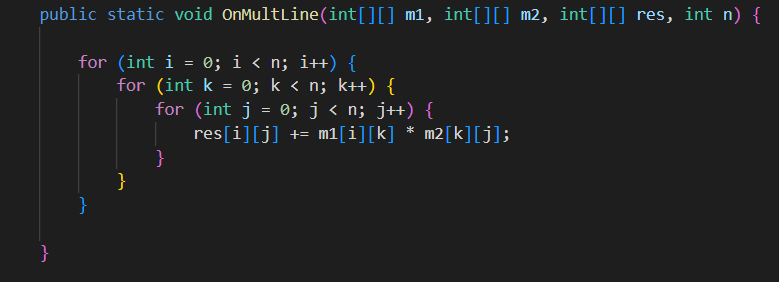 public static void OnMultLine(int[][] m1, int[][] m2, int[][] res, int n) {
for (int i = 0; i < n; i++) {
for (int k = 0; k < n; k++) {
for (int j = 0; j < n; j++) {
res[i][j] += m1[i][k] * m2[k][j];
}
}
}
}